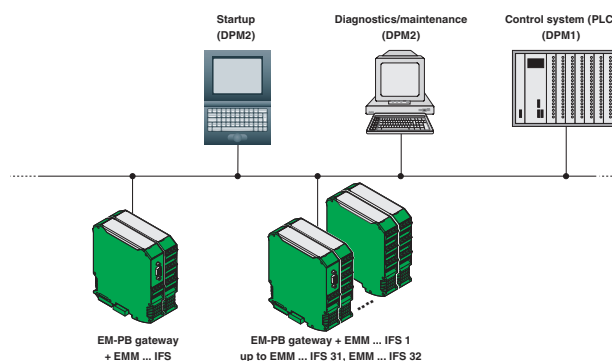 Startup
(DPM2)
Diagnostics/maintenance
(DPM2)
Control system (PLC
(DPM1)
EM-PB gateway
+ EMM ... IFS
EM-PB gateway + EMM ... IFS 1
up to EMM ... IFS 31, EMM ... IFS 32